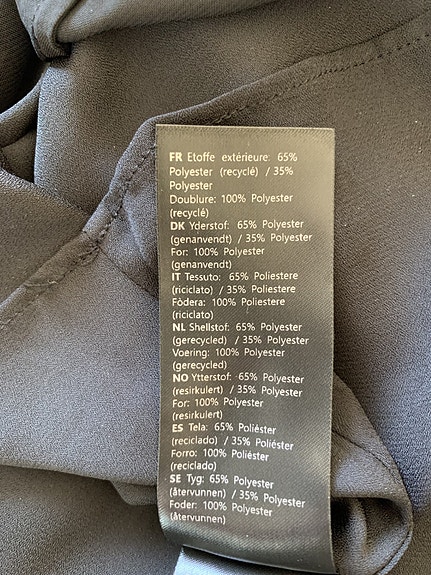 FR Etoffe extérieure: 65%
Polyester (recyclé) / 35%
Polyester
Doublure: 100% Polyester
(recyclé)
DK Yderstof: 65% Polyester
(genanvendt) / 35% Polyester
For: 100% Polyester
(genanvendt)
IT Tessuto: 65% Poliestere
(riciclato) / 35% Poliestere
Fòdera: 100% Poliestere
(riciclato)
NL Shellstof: 65% Polyester
(gerecycled) / 35% Polyester
Voering: 100% Polyester
(gerecycled)
NO Ytterstof: 65% Polyester
(resirkulert) / 35% Polyester
For: 100% Polyester
(resirkulert)
ES Tela: 65% Poliéster
(reciclado) / 35% Poliéster
Forro: 100% Poliéster
(reciclado)
SE Tyg: 65% Polyester
(återvunnen) / 35% Polyester
Foder: 100% Polyester
(återvunnen)